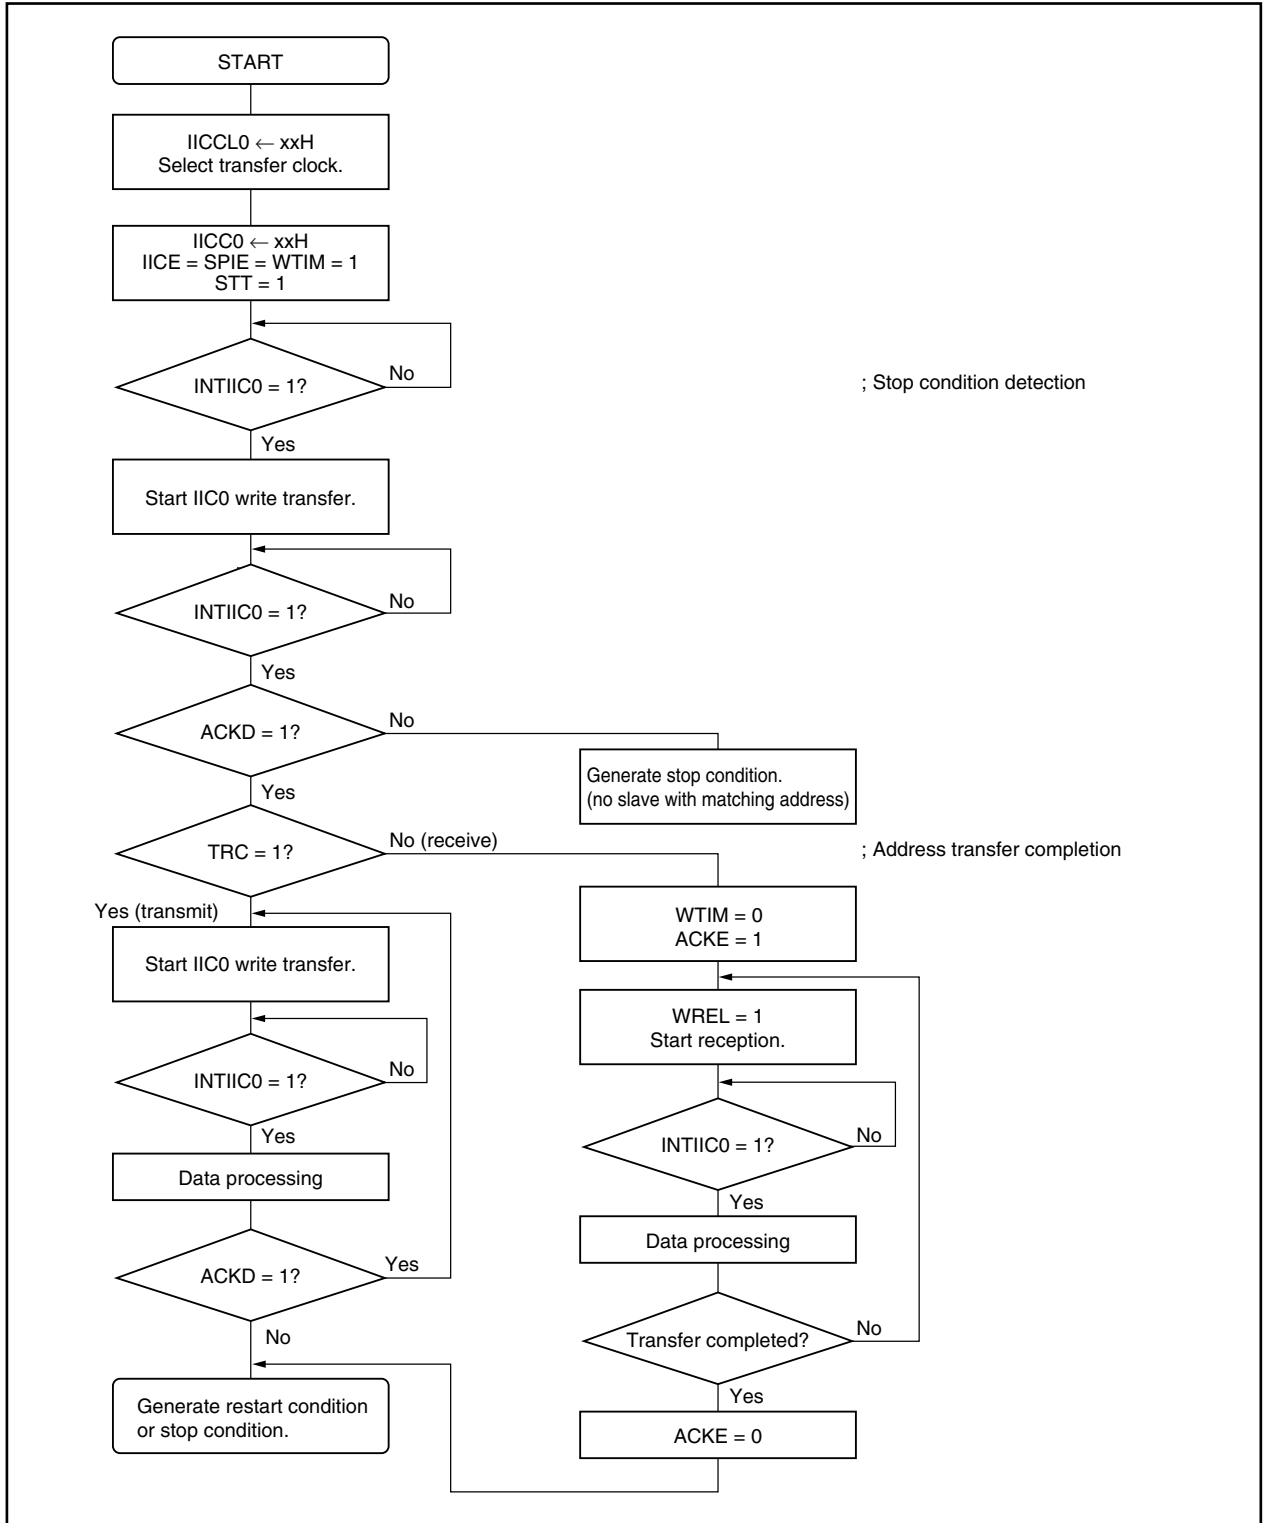 START
IICCL0 ← xxH
Select transfer clock.
IICC0 ← xxH
IICE = SPIE = WTIM = 1
STT = 1
INTIIC0 = 1?
No
; Stop condition detection
Yes
Start IIC0 write transfer.
INTIIC0 = 1?
No
Yes
ACKD = 1?
No
Generate stop condition.
(no slave with matching address)
Yes
TRC = 1?
No (receive)
; Address transfer completion
Yes (transmit)
Start IIC0 write transfer.
INTIIC0 = 1?
No
Yes
Data processing
ACKD = 1?
Yes
No
WTIM = 0
ACKE = 1
WREL = 1
Start reception.
INTIIC0 = 1?
No
Yes
Data processing
Transfer completed?
No
Yes
ACKE = 0
Generate restart condition
or stop condition.